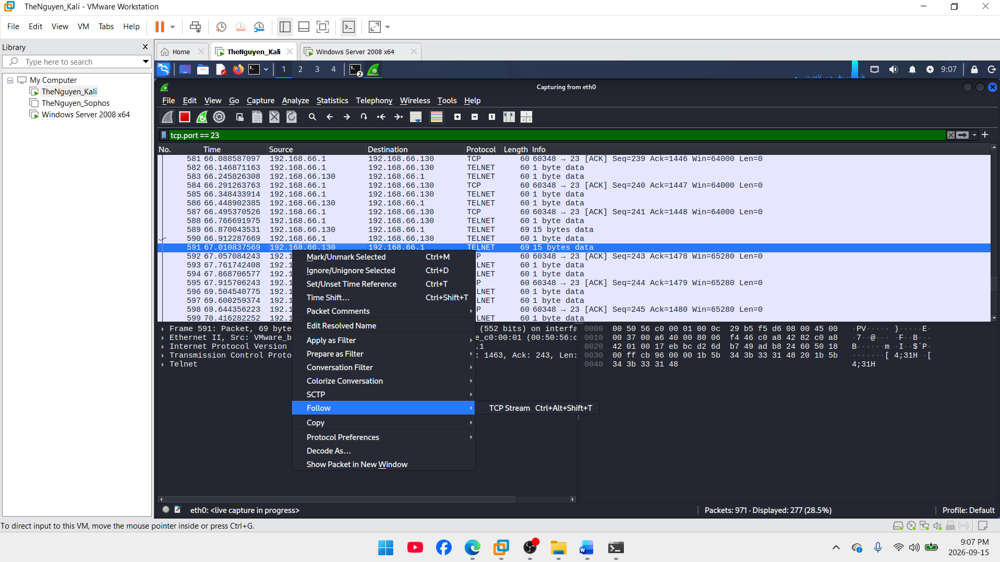 TheNguyen_Kali - VMware Workstation
File Edit View VM Tabs Help
Library
Type here to search
My Computer
TheNguyen_Kali
TheNguyen_Sophos
Windows Server 2008 x64
Home TheNguyen_Kali Windows Server 2008 x64
1 2 3 4 2 9:07
Capturing from eth0
File Edit View Go Capture Analyze Statistics Telephony Wireless Tools Help
tcp.port == 23
No. Time Source Destination Protocol Length Info
581 66.088587097 192.168.66.1 192.168.66.130 TCP 60 60348 → 23 [ACK] Seq=239 Ack=1446 Win=64000 Len=0
582 66.146871163 192.168.66.1 192.168.66.130 TELNET 60 1 byte data
583 66.245826308 192.168.66.130 192.168.66.1 TELNET 60 1 byte data
584 66.291263763 192.168.66.1 192.168.66.130 TCP 60 60348 → 23 [ACK] Seq=240 Ack=1447 Win=64000 Len=0
585 66.348433914 192.168.66.1 192.168.66.130 TELNET 60 1 byte data
586 66.448902385 192.168.66.130 192.168.66.1 TELNET 60 1 byte data
587 66.495370526 192.168.66.1 192.168.66.130 TCP 60 60348 → 23 [ACK] Seq=241 Ack=1448 Win=64000 Len=0
588 66.766691975 192.168.66.1 192.168.66.130 TELNET 60 1 byte data
589 66.870043531 192.168.66.130 192.168.66.1 TELNET 69 15 bytes data
590 66.912287669 192.168.66.1 192.168.66.130 TELNET 60 1 byte data
591 67.010837569 192.168.66.130 192.168.66.1 TELNET 69 15 bytes data
592 67.057084243 192.1 P 60 60348 → 23 [ACK] Seq=243 Ack=1478 Win=65280 Len=0
593 67.761742408 192.1 LNET 60 1 byte data
594 67.868706577 192.1 LNET 60 1 byte data
595 67.915706243 192.1 P 60 60348 → 23 [ACK] Seq=244 Ack=1479 Win=65280 Len=0
596 69.504540775 192.1 LNET 60 1 byte data
597 69.600259374 192.1 LNET 60 1 byte data
598 69.644356223 192.1 P 60 60348 → 23 [ACK] Seq=245 Ack=1480 Win=65280 Len=0
599 70.416282252 192.1 LNET 60 1 byte data
Mark/Unmark Selected Ctrl+M
Ignore/Unignore Selected Ctrl+D
Set/Unset Time Reference Ctrl+T
Time Shift... Ctrl+Shift+T
Packet Comments
Edit Resolved Name
Apply as Filter
Prepare as Filter
Conversation Filter
Colorize Conversation
SCTP
Follow
TCP Stream Ctrl+Alt+Shift+T
Copy
Protocol Preferences
Decode As...
Show Packet in New Window
Frame 591: Packet, 69 byte (552 bits) on interfa
Ethernet II, Src: VMware_b e_c0:00:01 (00:50:56:c
Internet Protocol Version .1
Transmission Control Proto : 1463, Ack: 243, Len:
Telnet
0000 00 50 56 c0 00 01 00 0c 29 b5 f5 d6 08 00 45 00 ·PV····· )·····E·
0010 00 37 00 a6 40 00 80 06 f4 46 c0 a8 42 82 c0 a8 ·7··@··· ·F··B···
0020 42 01 00 17 eb bc d2 6d b7 49 ad b8 24 60 50 18 B······m ·I··$`P·
0030 00 ff cb 96 00 00 1b 5b 34 3b 33 31 48 20 1b 5b ·······[ 4;31H ·[
0040 34 3b 33 31 48 4;31H
eth0: <live capture in progress>
Packets: 971 · Displayed: 277 (28.5%)
Profile: Default
To direct input to this VM, move the mouse pointer inside or press Ctrl+G.
9:07 PM
2026-09-15